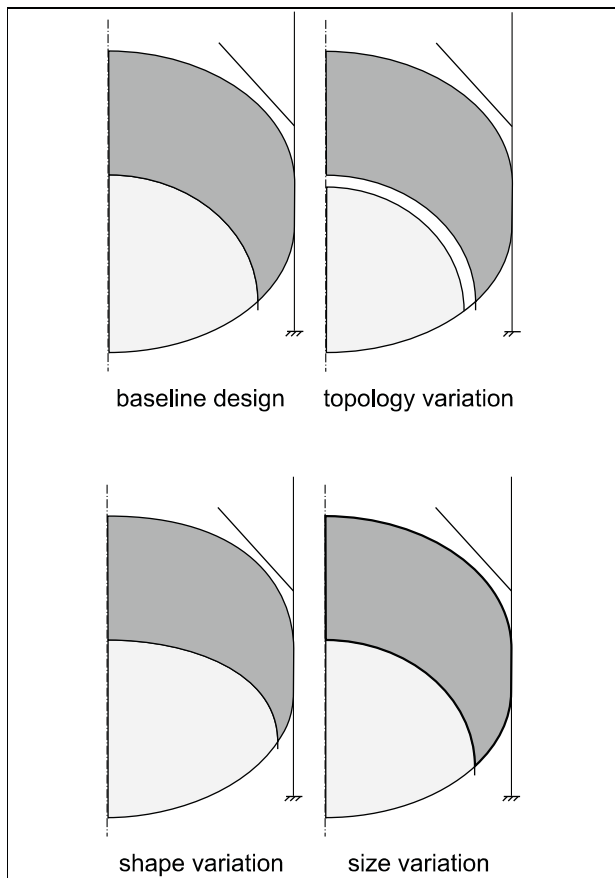 baseline design
topology variation
shape variation
size variation